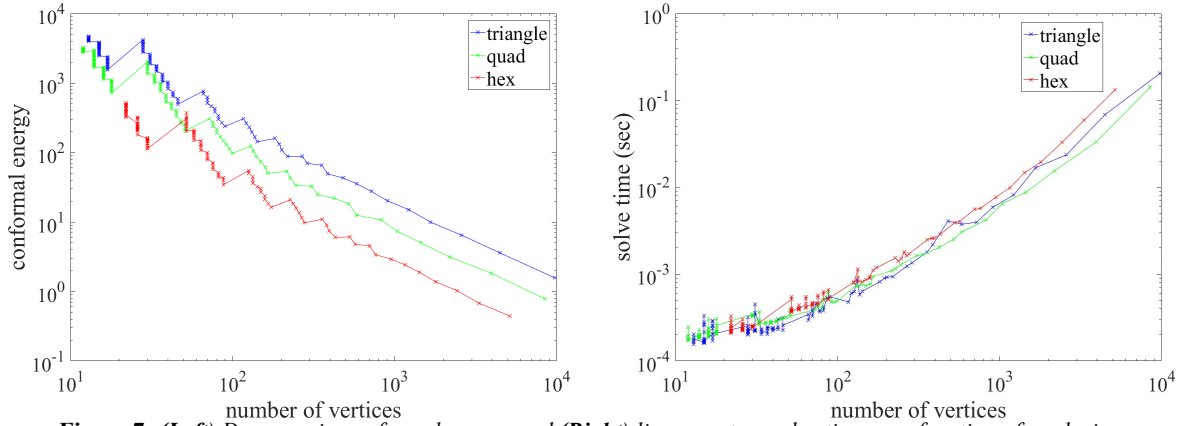 10^4
10^3
10^2
10^1
10^0
10^-1
conformal energy
10^1
10^2
10^3
10^4
number of vertices
triangle
quad
hex
10^0
10^-1
10^-2
10^-3
10^-4
solve time (sec)
10^1
10^2
10^3
10^4
number of vertices
triangle
quad
hex